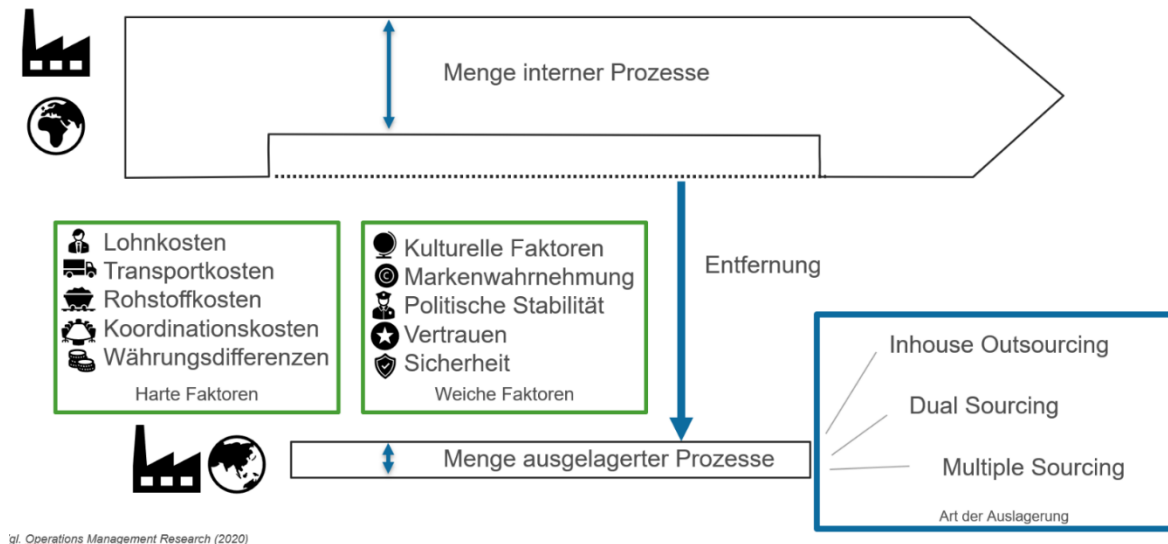 Menge interner Prozesse
Lohnkosten
Transportkosten
Rohstoffkosten
Koordinationskosten
Währungsdifferenzen
Harte Faktoren
Kulturelle Faktoren
Markenwahrnehmung
Politische Stabilität
Vertrauen
Sicherheit
Weiche Faktoren
Entfernung
Inhouse Outsourcing
Dual Sourcing
Multiple Sourcing
Art der Auslagerung
Menge ausgelagerter Prozesse
gl. Operations Management Research (2020)